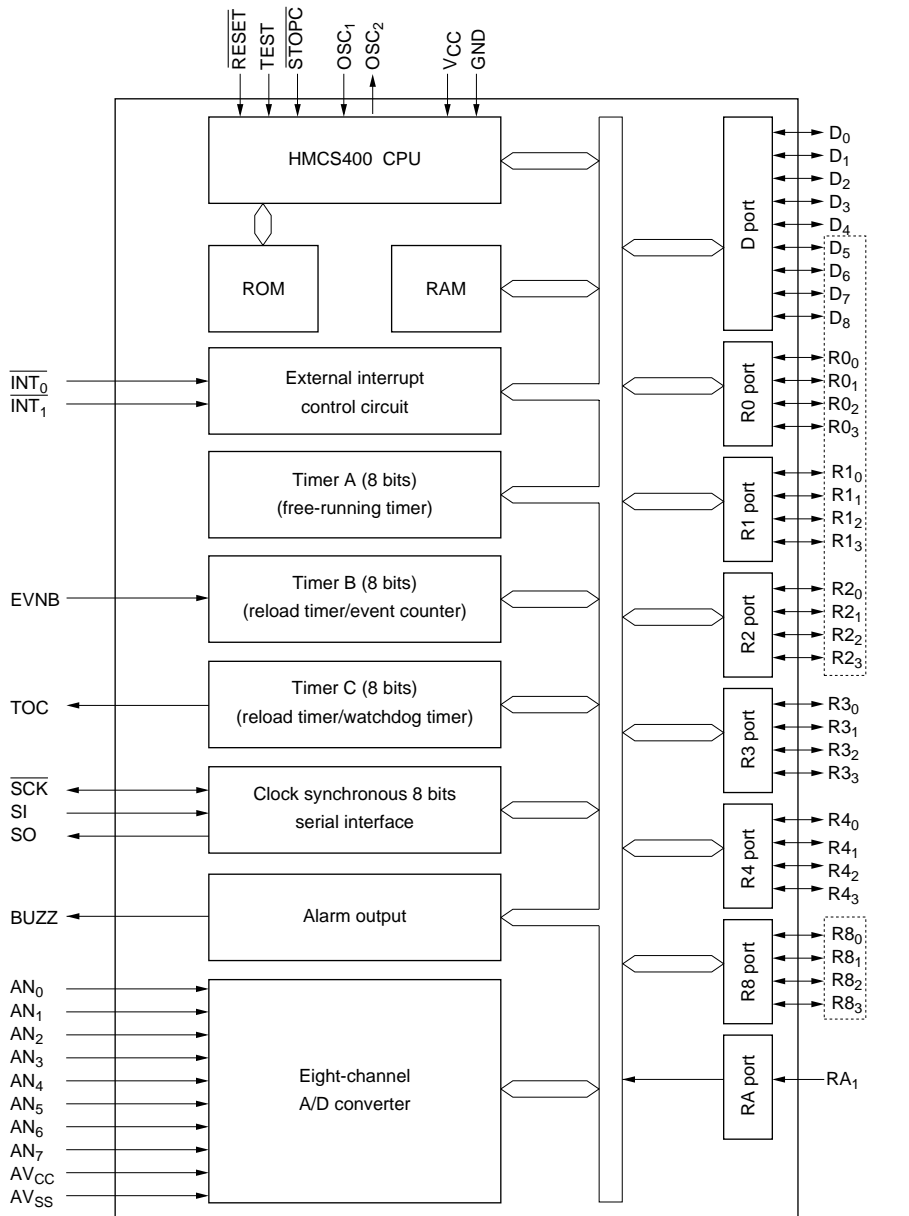 RESET
TEST
STOPC
OSC1
OSC2
VCC
GND
HMCS400 CPU
ROM
RAM
INT0
INT1
External interrupt
control circuit
Timer A (8 bits)
(free-running timer)
EVNB
Timer B (8 bits)
(reload timer/event counter)
TOC
Timer C (8 bits)
(reload timer/watchdog timer)
SCK
SI
SO
Clock synchronous 8 bits
serial interface
BUZZ
Alarm output
AN0
AN1
AN2
AN3
AN4
AN5
AN6
AN7
AVCC
AVSS
Eight-channel
A/D converter
D port
D0
D1
D2
D3
D4
D5
D6
D7
D8
R0 port
R00
R01
R02
R03
R1 port
R10
R11
R12
R13
R2 port
R20
R21
R22
R23
R3 port
R30
R31
R32
R33
R4 port
R40
R41
R42
R43
R8 port
R80
R81
R82
R83
RA port
RA1